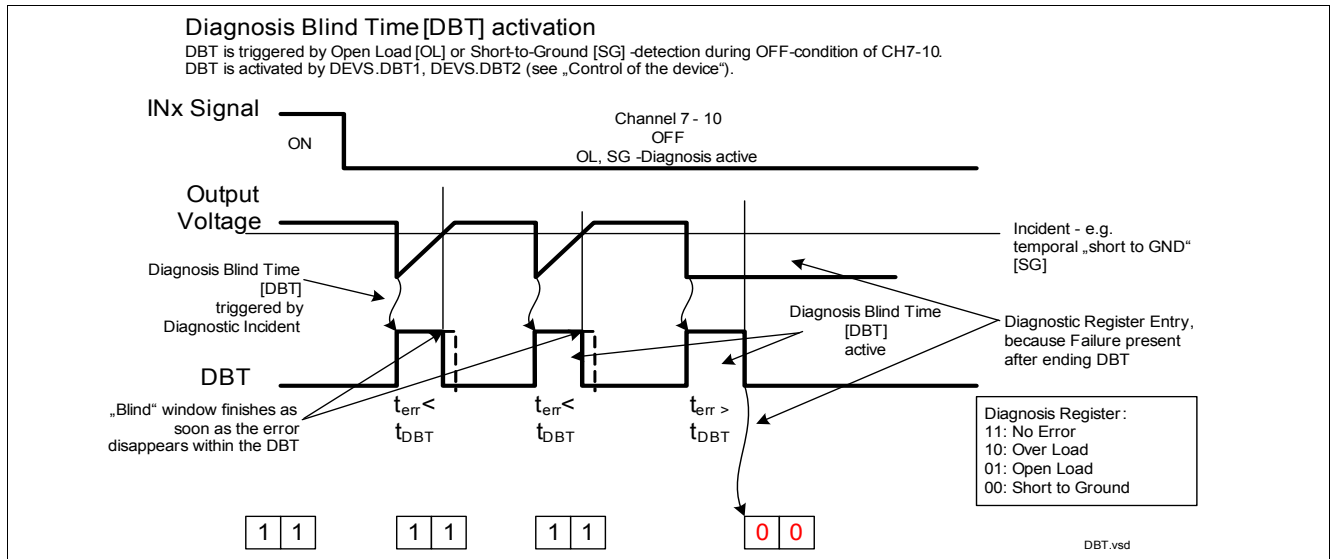 Diagnosis Blind Time [DBT] activation
DBT is triggered by Open Load [OL] or Short-to-Ground [SG] -detection during OFF-condition of CH7-10.
DBT is activated by DEVS.DBT1, DEVS.DBT2 (see „Control of the device“).
INx Signal
ON
Channel 7 - 10
OFF
OL, SG -Diagnosis active
Output
Voltage
Incident - e.g.
temporal „short to GND“
[SG]
Diagnosis Blind Time
[DBT]
triggered by
Diagnostic Incident
Diagnosis Blind Time
[DBT]
active
Diagnostic Register Entry,
because Failure present
after ending DBT
DBT
„Blind“ window finishes as
soon as the error
disappears within the DBT
terr<
tDBT
terr<
tDBT
terr >
tDBT
Diagnosis Register:
11: No Error
10: Over Load
01: Open Load
00: Short to Ground
1 1
1 1
1 1
0 0
DBT.vsd